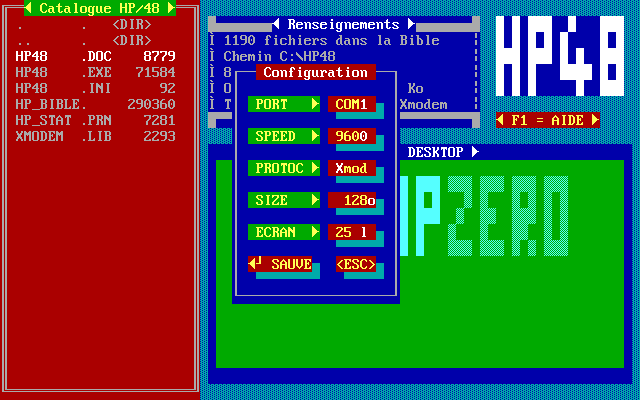 Catalogue HP/48
. . <DIR>
.. . <DIR>
HP48 .DOC 8779
HP48 .EXE 71584
HP48 .INI 92
HP_BIBLE. 290360
HP_STAT .PRN 7281
XMODEM .LIB 2293
Renseignements
1190 fichiers dans la Bible
Chemin C:\HP48
8
O Ko
T Xmodem
HP48
F1 = AIDE
Configuration
PORT COM1
SPEED 9600
PROTOC Xmod
SIZE 128o
ECRAN 25 l
SAUVE <ESC>
DESKTOP
ZERO